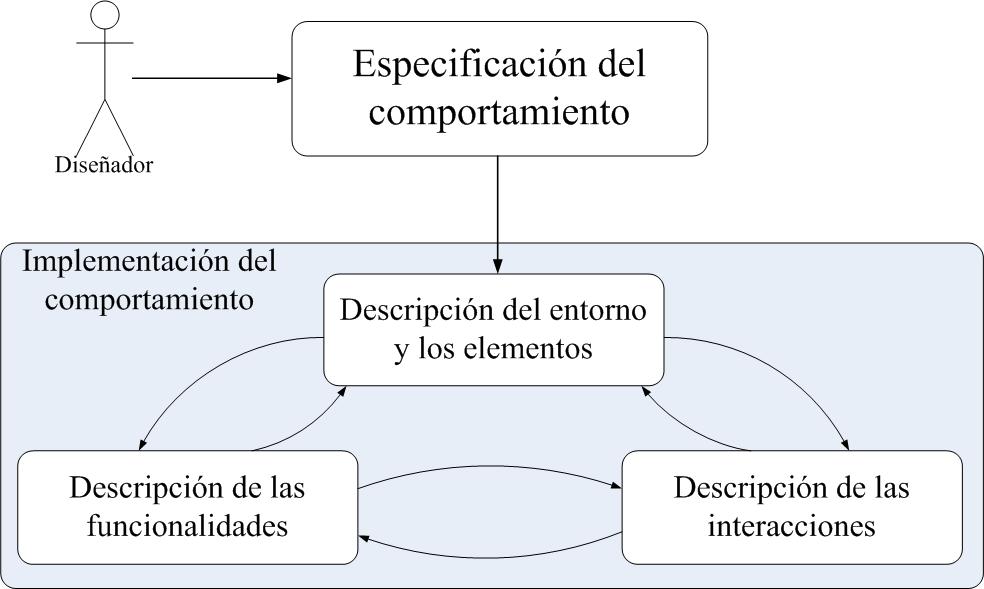 Especificación del
comportamiento
Diseñador
Implementación del
comportamiento
Descripción del entorno
y los elementos
Descripción de las
funcionalidades
Descripción de las
interacciones